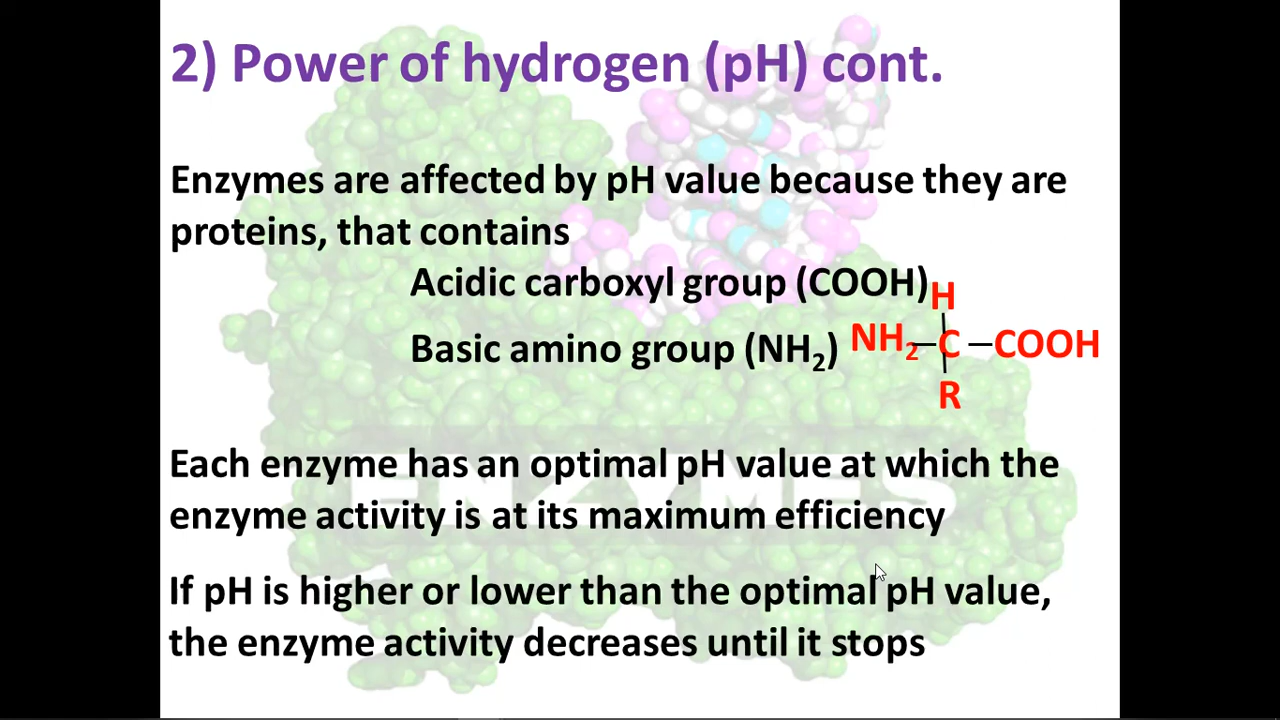 2) Power of hydrogen (pH) cont.
Enzymes are affected by pH value because they are
proteins, that contains
Acidic carboxyl group (COOH)
Basic amino group (NH₂)
H
NH₂ – C – COOH
R
Each enzyme has an optimal pH value at which the
enzyme activity is at its maximum efficiency
If pH is higher or lower than the optimal pH value,
the enzyme activity decreases until it stops
ENZYMES